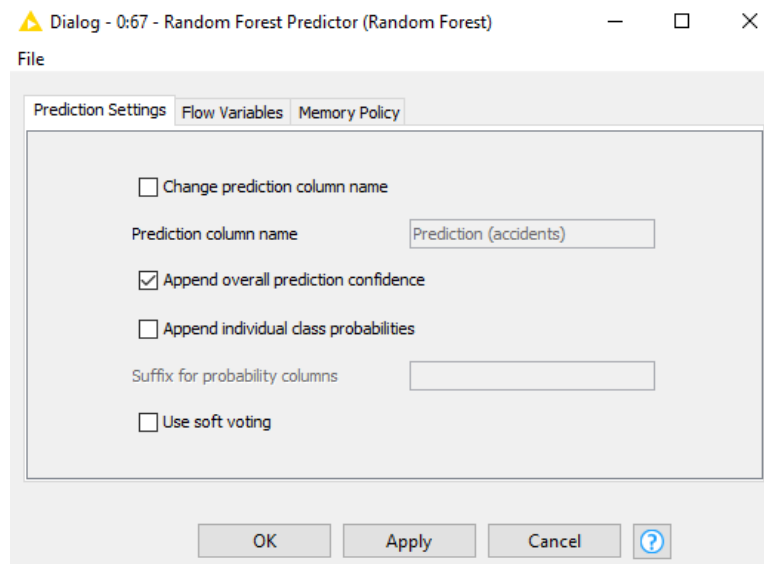 Dialog - 0:67 - Random Forest Predictor (Random Forest)
File
Prediction Settings Flow Variables Memory Policy
Change prediction column name
Prediction column name Prediction (accidents)
Append overall prediction confidence
Append individual class probabilities
Suffix for probability columns
Use soft voting
OK Apply Cancel ?